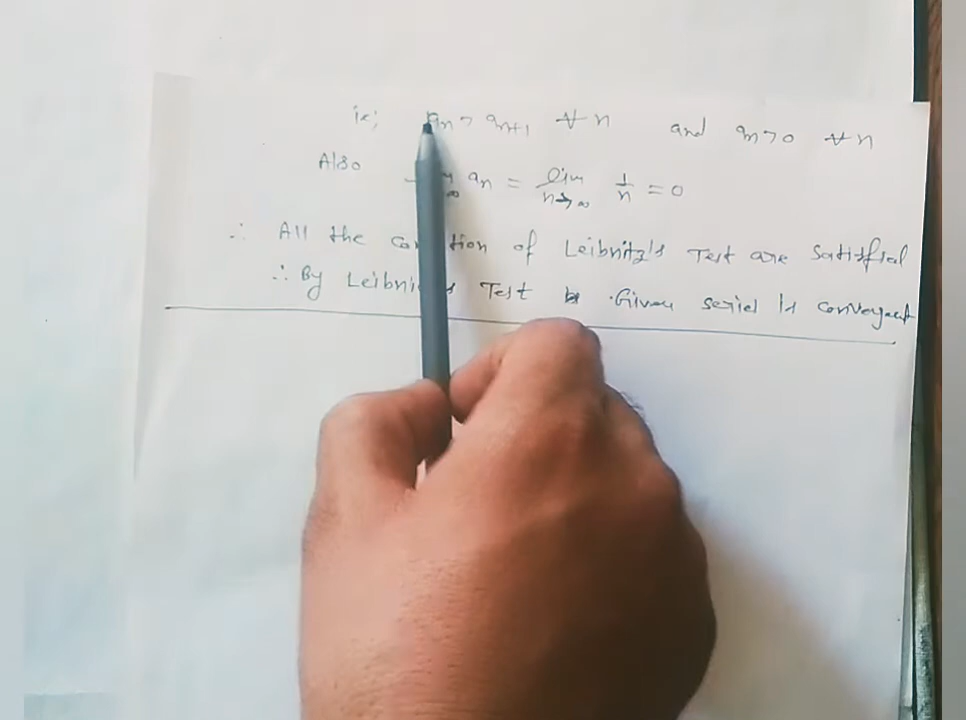 ie; an > an+1 ∀ n and an > 0 ∀ n
Also an = lim n→∞ 1/n = 0
∴ All the tion of Leibnitz's Test are Satisfied
∴ By Test Given series is convergent